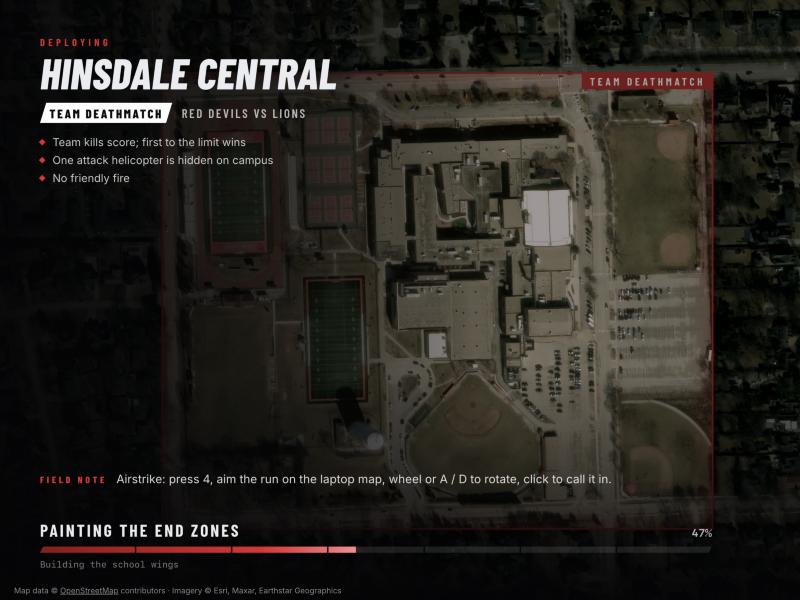 DEPLOYING
HINSDALE CENTRAL
TEAM DEATHMATCH
TEAM DEATHMATCH RED DEVILS VS LIONS
Team kills score; first to the limit wins
One attack helicopter is hidden on campus
No friendly fire
FIELD NOTE Airstrike: press 4, aim the run on the laptop map, wheel or A / D to rotate, click to call it in.
PAINTING THE END ZONES 47%
Building the school wings
Map data © OpenStreetMap contributors · Imagery © Esri, Maxar, Earthstar Geographics